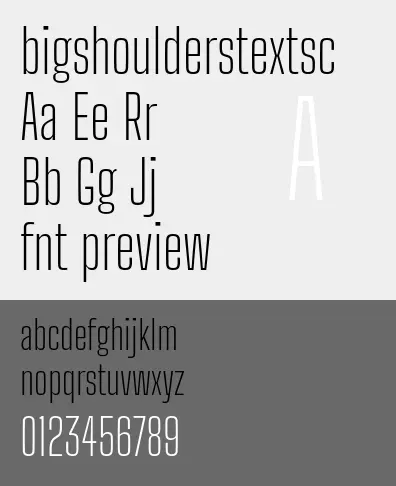 bigshoulderstextsc
Aa Ee Rr
A
Bb Gg Jj
fnt preview
abcdefghijklm
nopqrstuvwxyz
0123456789